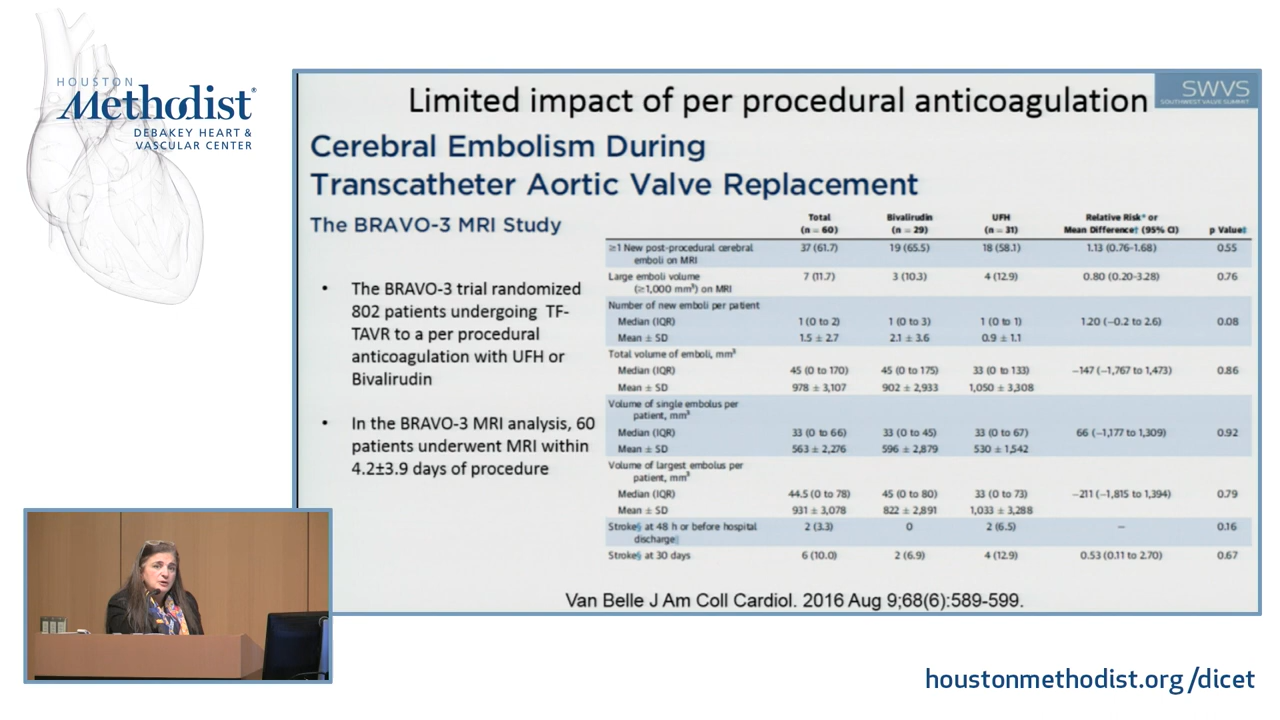 HOUSTON
Methodist®
DEBAKEY HEART &
VASCULAR CENTER
SWVS
SOUTHWEST VALVE SUMMIT
Limited impact of per procedural anticoagulation
Cerebral Embolism During
Transcatheter Aortic Valve Replacement
The BRAVO-3 MRI Study
• The BRAVO-3 trial randomized
802 patients undergoing TF-
TAVR to a per procedural
anticoagulation with UFH or
Bivalirudin
• In the BRAVO-3 MRI analysis, 60
patients underwent MRI within
4.2±3.9 days of procedure
Total (n = 60) Bivalirudin (n = 29) UFH (n = 31) Relative Risk* or Mean Difference† (95% CI) p Value‡
≥1 New post-procedural cerebral emboli on MRI 37 (61.7) 19 (65.5) 18 (58.1) 1.13 (0.76-1.68) 0.55
Large emboli volume (≥1,000 mm³) on MRI 7 (11.7) 3 (10.3) 4 (12.9) 0.80 (0.20-3.28) 0.76
Number of new emboli per patient
Median (IQR) 1 (0 to 2) 1 (0 to 3) 1 (0 to 1) 1.20 (−0.2 to 2.6) 0.08
Mean ± SD 1.5 ± 2.7 2.1 ± 3.6 0.9 ± 1.1
Total volume of emboli, mm³
Median (IQR) 45 (0 to 170) 45 (0 to 175) 33 (0 to 133) −147 (−1,767 to 1,473) 0.86
Mean ± SD 978 ± 3,107 902 ± 2,933 1,050 ± 3,308
Volume of single embolus per patient, mm³
Median (IQR) 33 (0 to 66) 33 (0 to 45) 33 (0 to 67) 66 (−1,177 to 1,309) 0.92
Mean ± SD 563 ± 2,276 596 ± 2,879 530 ± 1,542
Volume of largest embolus per patient, mm³
Median (IQR) 44.5 (0 to 78) 45 (0 to 80) 33 (0 to 73) −211 (−1,815 to 1,394) 0.79
Mean ± SD 931 ± 3,078 822 ± 2,891 1,033 ± 3,288
Stroke§ at 48 h or before hospital discharge 2 (3.3) 0 2 (6.5) – 0.16
Stroke§ at 30 days 6 (10.0) 2 (6.9) 4 (12.9) 0.53 (0.11 to 2.70) 0.67
Van Belle J Am Coll Cardiol. 2016 Aug 9;68(6):589-599.
houstonmethodist.org/dicet